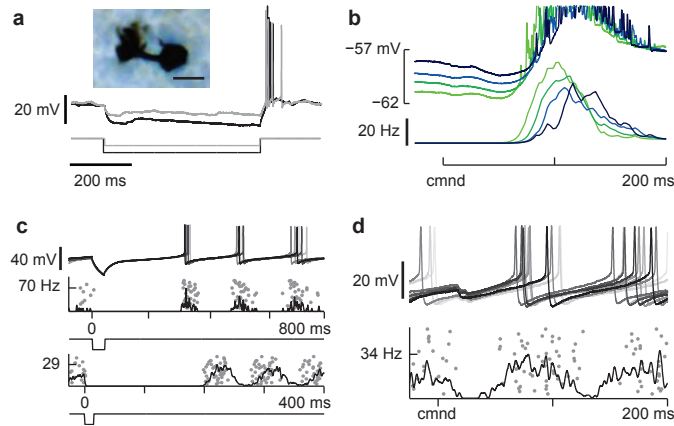 a
20 mV
200 ms
b
−57 mV
−62
20 Hz
cmnd 200 ms
c
40 mV
70 Hz
0 800 ms
29
0 400 ms
d
20 mV
34 Hz
cmnd 200 ms